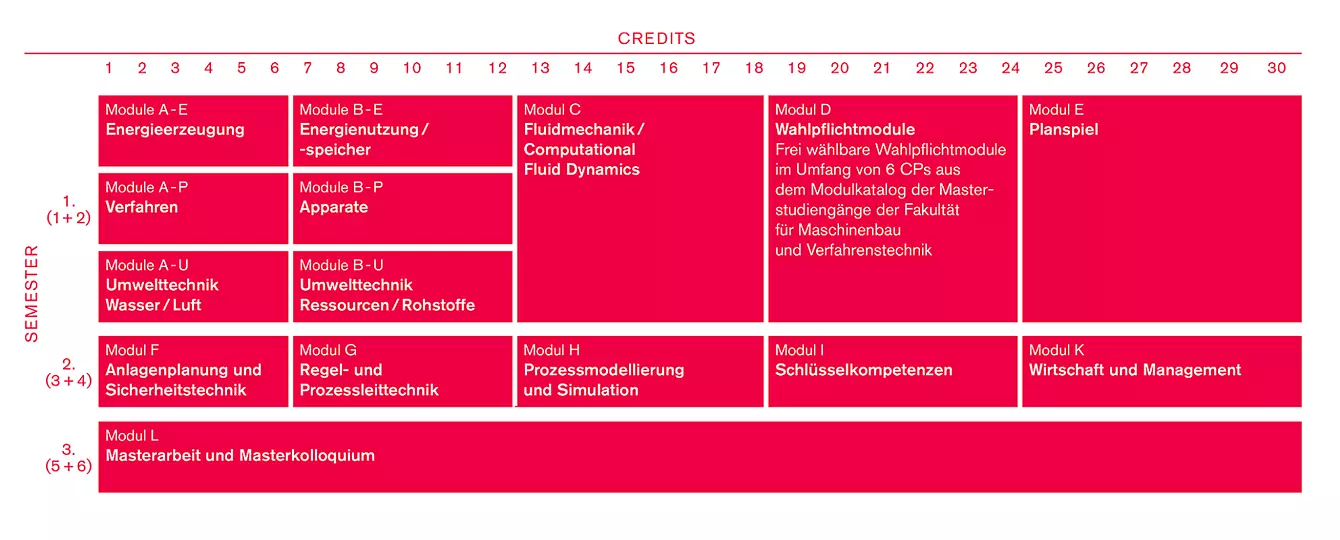 CREDITS
1 2 3 4 5 6 7 8 9 10 11 12 13 14 15 16 17 18 19 20 21 22 23 24 25 26 27 28 29 30
SEMESTER
1.
(1 + 2)
Module A - E
Energieerzeugung
Module B - E
Energienutzung /
-speicher
Modul C
Fluidmechanik /
Computational
Fluid Dynamics
Modul D
Wahlpflichtmodule
Frei wählbare Wahlpflichtmodule
im Umfang von 6 CPs aus
dem Modulkatalog der Master-
studiengänge der Fakultät
für Maschinenbau
und Verfahrenstechnik
Modul E
Planspiel
Module A - P
Verfahren
Module B - P
Apparate
Module A - U
Umwelttechnik
Wasser / Luft
Module B - U
Umwelttechnik
Ressourcen / Rohstoffe
2.
(3 + 4)
Modul F
Anlagenplanung und
Sicherheitstechnik
Modul G
Regel- und
Prozessleittechnik
Modul H
Prozessmodellierung
und Simulation
Modul I
Schlüsselkompetenzen
Modul K
Wirtschaft und Management
3.
(5 + 6)
Modul L
Masterarbeit und Masterkolloquium